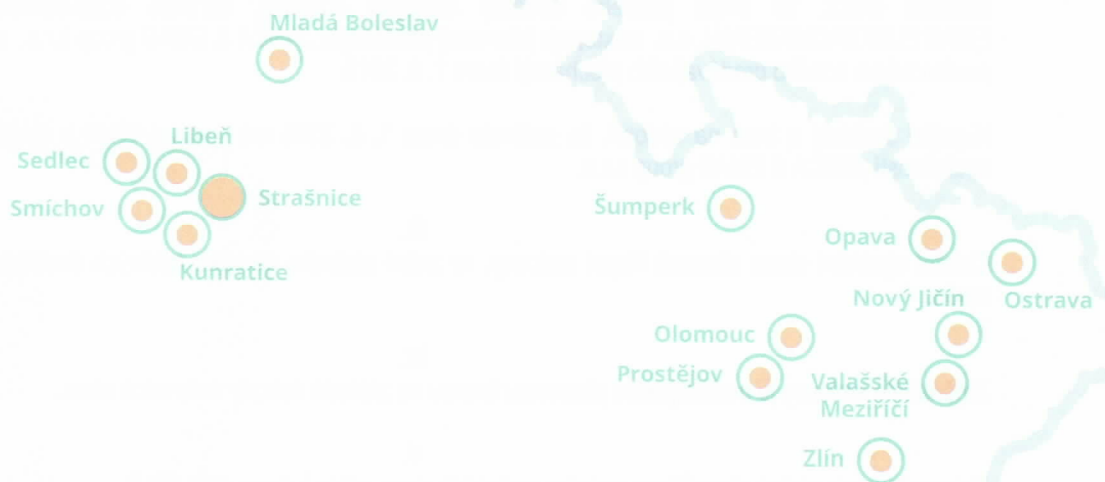 Mladá Boleslav
Libeň
Sedlec
Strašnice
Smíchov
Kunratice
Šumperk
Opava
Ostrava
Nový Jičín
Olomouc
Prostějov
Valašské
Meziříčí
Zlín